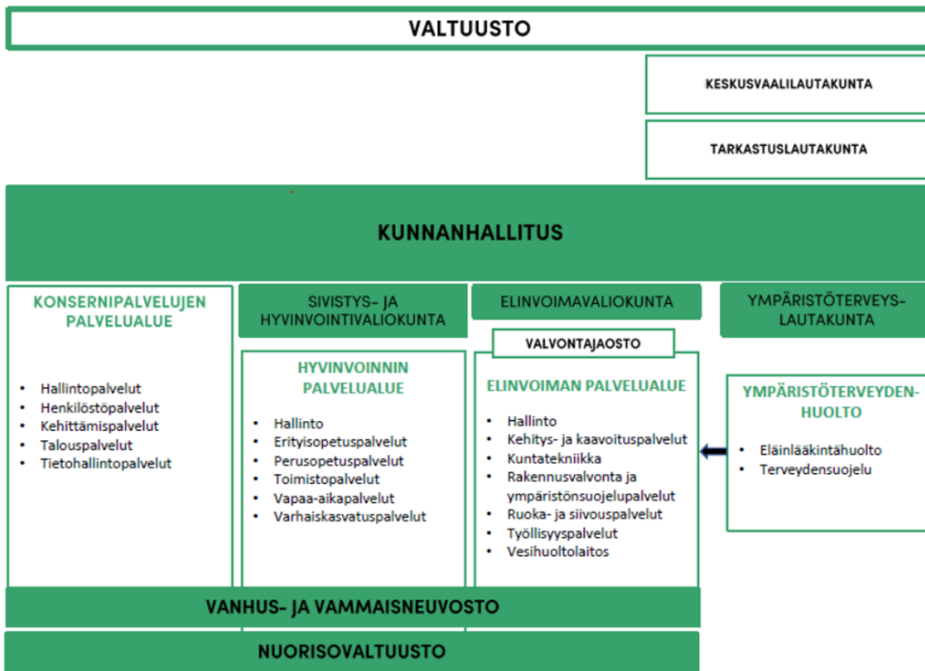 VALTUUSTO
KESKUSVAALILAUTAKUNTA
TARKASTUSLAUTAKUNTA
KUNNANHALLITUS
KONSERNIPALVELUJEN
PALVELUALUE
• Hallintopalvelut
• Henkilöstöpalvelut
• Kehittämispalvelut
• Talouspalvelut
• Tietohallintopalvelut
SIVISTYS- JA
HYVINVOINTIVALIOKUNTA
HYVINVOINNIN
PALVELUALUE
• Hallinto
• Erityisopetuspalvelut
• Perusopetuspalvelut
• Toimistopalvelut
• Vapaa-aikapalvelut
• Varhaiskasvatuspalvelut
ELINVOIMAVALIOKUNTA
VALVONTAJAOSTO
ELINVOIMAN PALVELUALUE
• Hallinto
• Kehitys- ja kaavoituspalvelut
• Kuntatekniikka
• Rakennusvalvonta ja
ympäristönsuojelupalvelut
• Ruoka- ja siivouspalvelut
• Työllisyyspalvelut
• Vesihuoltolaitos
YMPÄRISTÖTERVEYS-
LAUTAKUNTA
YMPÄRISTÖTERVEYDEN-
HUOLTO
• Eläinlääkintähuolto
• Terveydensuojelu
VANHUS- JA VAMMAISNEUVOSTO
NUORISOVALTUUSTO